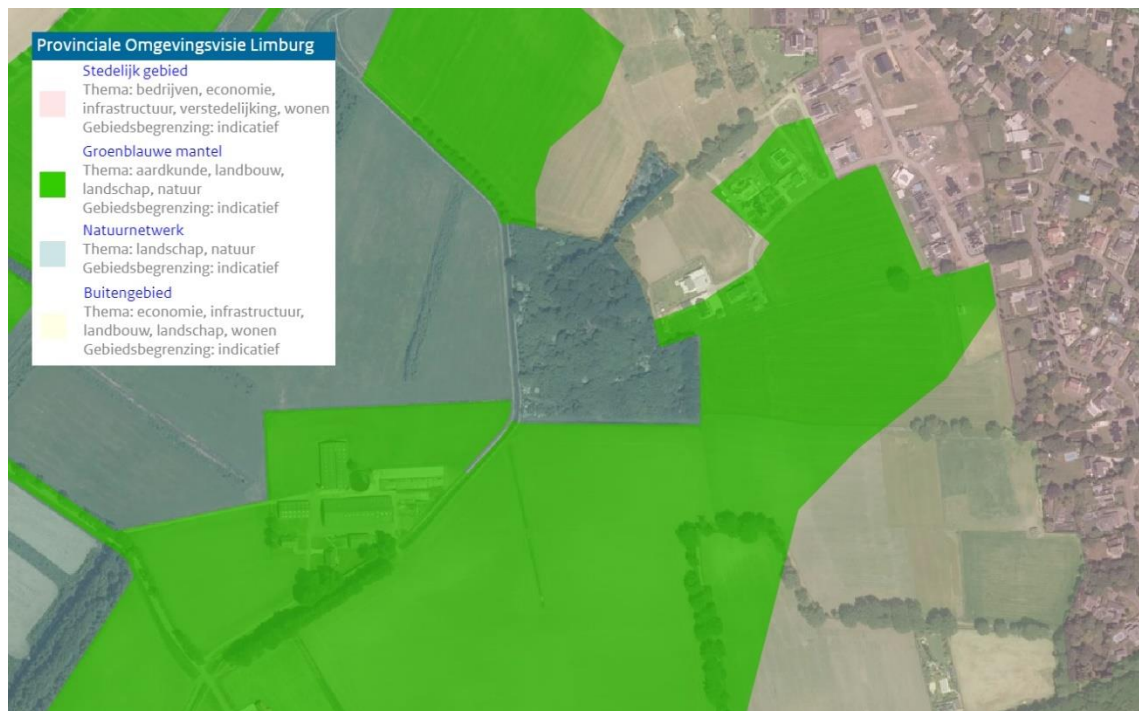 Provinciale Omgevingsvisie Limburg
Stedelijk gebied
Thema: bedrijven, economie,
infrastructuur, verstedelijking, wonen
Gebiedsbegrenzing: indicatief
Groenblauwe mantel
Thema: aardkunde, landbouw,
landschap, natuur
Gebiedsbegrenzing: indicatief
Natuurnetwerk
Thema: landschap, natuur
Gebiedsbegrenzing: indicatief
Buitengebied
Thema: economie, infrastructuur,
landbouw, landschap, wonen
Gebiedsbegrenzing: indicatief